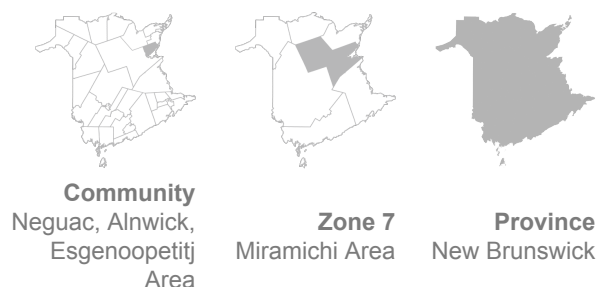 Community
Neguac, Alnwick,
Esgenoopetitj
Area
Zone 7
Miramichi Area
Province
New Brunswick